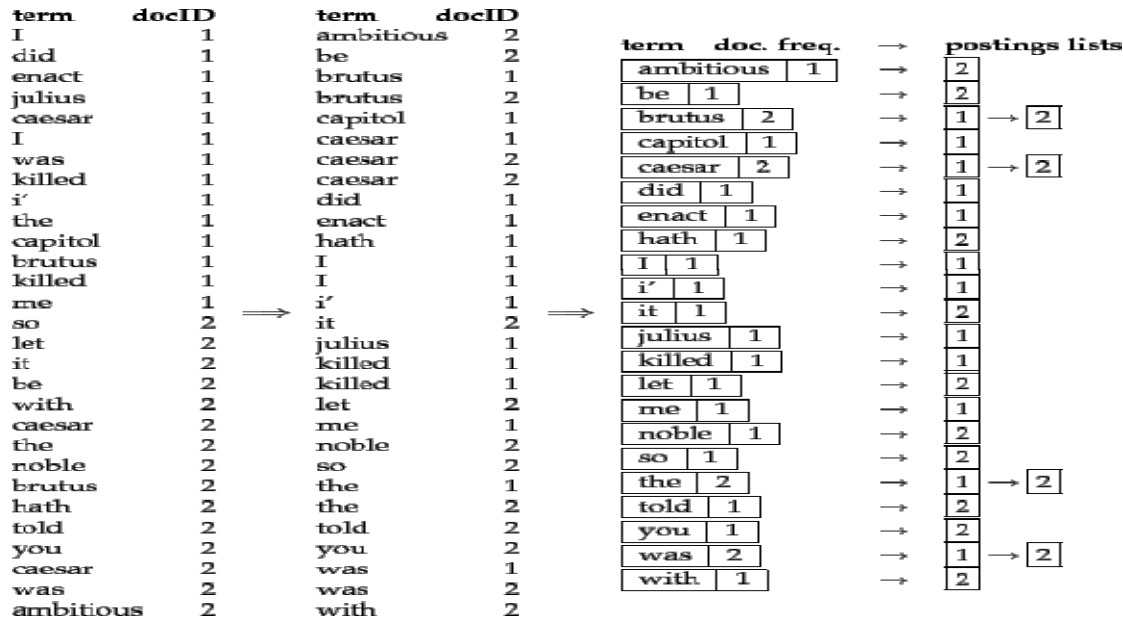 term docID
I 1
did 1
enact 1
julius 1
caesar 1
I 1
was 1
killed 1
i′ 1
the 1
capitol 1
brutus 1
killed 1
me 1
so 2
let 2
it 2
be 2
with 2
caesar 2
the 2
noble 2
brutus 2
hath 2
told 2
you 2
caesar 2
was 2
ambitious 2
⟹
term docID
ambitious 2
be 2
brutus 1
brutus 2
capitol 1
caesar 1
caesar 2
caesar 2
did 1
enact 1
hath 1
I 1
I 1
i′ 1
it 2
julius 1
killed 1
killed 1
let 2
me 1
noble 2
so 2
the 1
the 2
told 2
you 2
was 1
was 2
with 2
⟹
term doc. freq. → postings lists
ambitious 1 → 2
be 1 → 2
brutus 2 → 1 → 2
capitol 1 → 1
caesar 2 → 1 → 2
did 1 → 1
enact 1 → 1
hath 1 → 2
I 1 → 1
i′ 1 → 1
it 1 → 2
julius 1 → 1
killed 1 → 1
let 1 → 2
me 1 → 1
noble 1 → 2
so 1 → 2
the 2 → 1 → 2
told 1 → 2
you 1 → 2
was 2 → 1 → 2
with 1 → 2